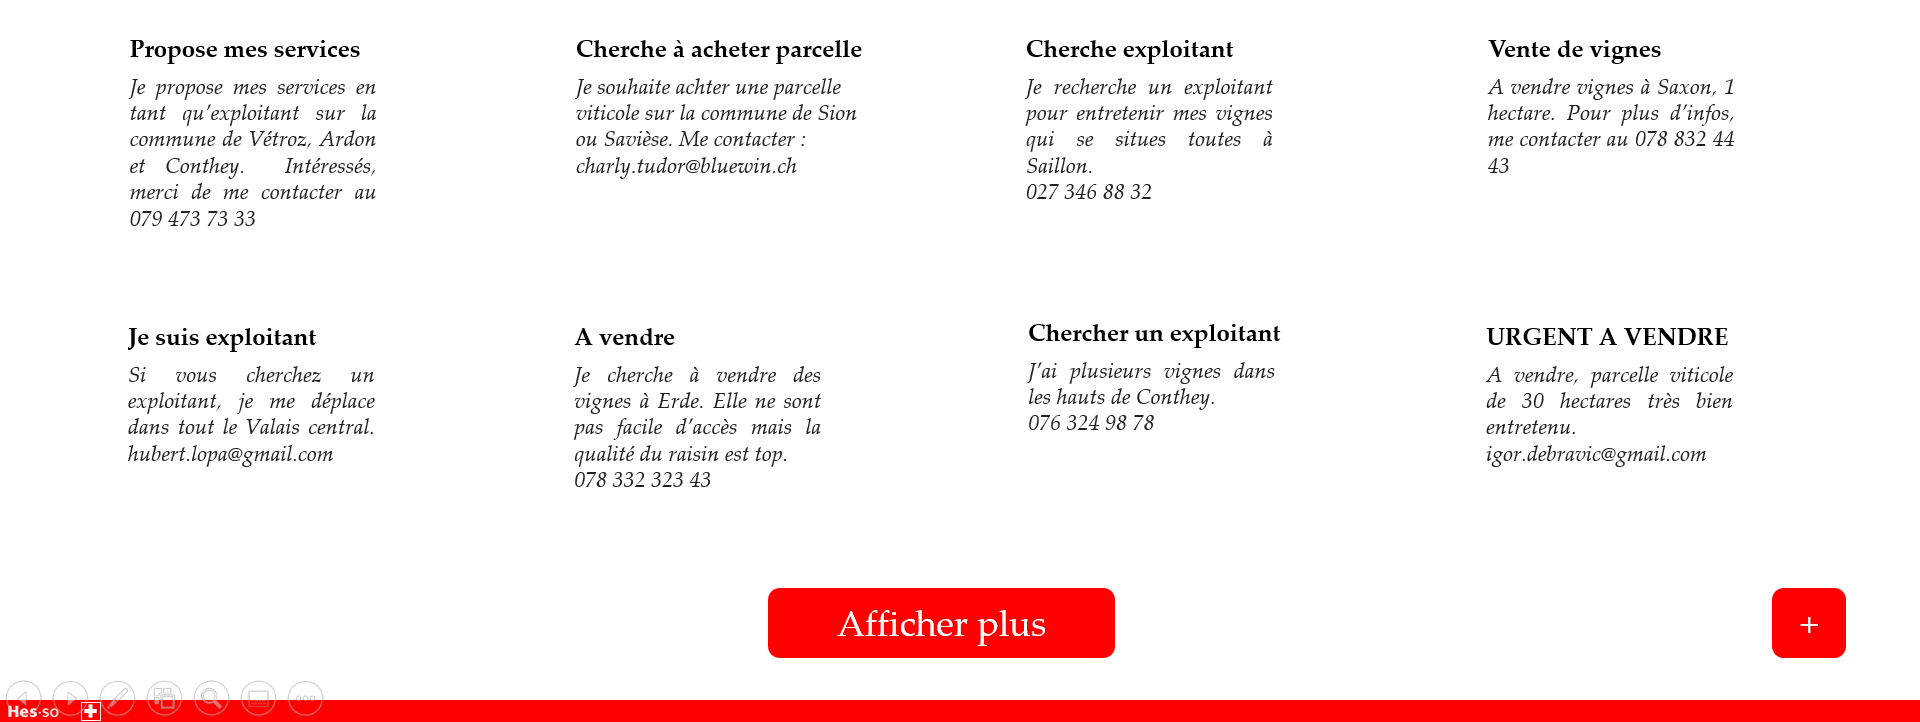 Propose mes services
Je propose mes services en
tant qu’exploitant sur la
commune de Vétroz, Ardon
et Conthey. Intéressés,
merci de me contacter au
079 473 73 33
Cherche à acheter parcelle
Je souhaite achter une parcelle
viticole sur la commune de Sion
ou Savièse. Me contacter :
charly.tudor@bluewin.ch
Cherche exploitant
Je recherche un exploitant
pour entretenir mes vignes
qui se situes toutes à
Saillon.
027 346 88 32
Vente de vignes
A vendre vignes à Saxon, 1
hectare. Pour plus d’infos,
me contacter au 078 832 44
43
Je suis exploitant
Si vous cherchez un
exploitant, je me déplace
dans tout le Valais central.
hubert.lopa@gmail.com
A vendre
Je cherche à vendre des
vignes à Erde. Elle ne sont
pas facile d’accès mais la
qualité du raisin est top.
078 332 323 43
Chercher un exploitant
J’ai plusieurs vignes dans
les hauts de Conthey.
076 324 98 78
URGENT A VENDRE
A vendre, parcelle viticole
de 30 hectares très bien
entretenu.
igor.debravic@gmail.com
Afficher plus
+
Hes·so